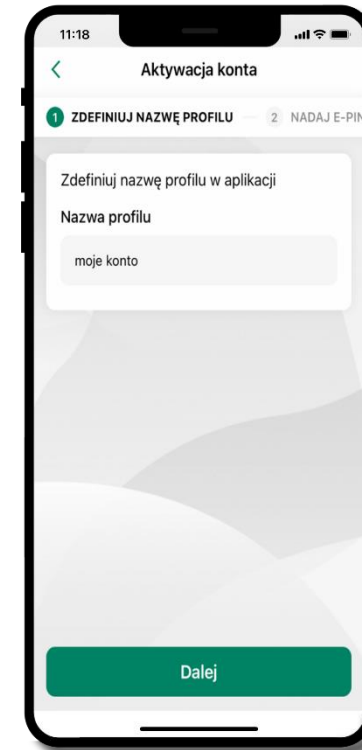 11:18
Aktywacja konta
1 ZDEFINIUJ NAZWĘ PROFILU 2 NADAJ E-PIN
Zdefiniuj nazwę profilu w aplikacji
Nazwa profilu
moje konto
Dalej